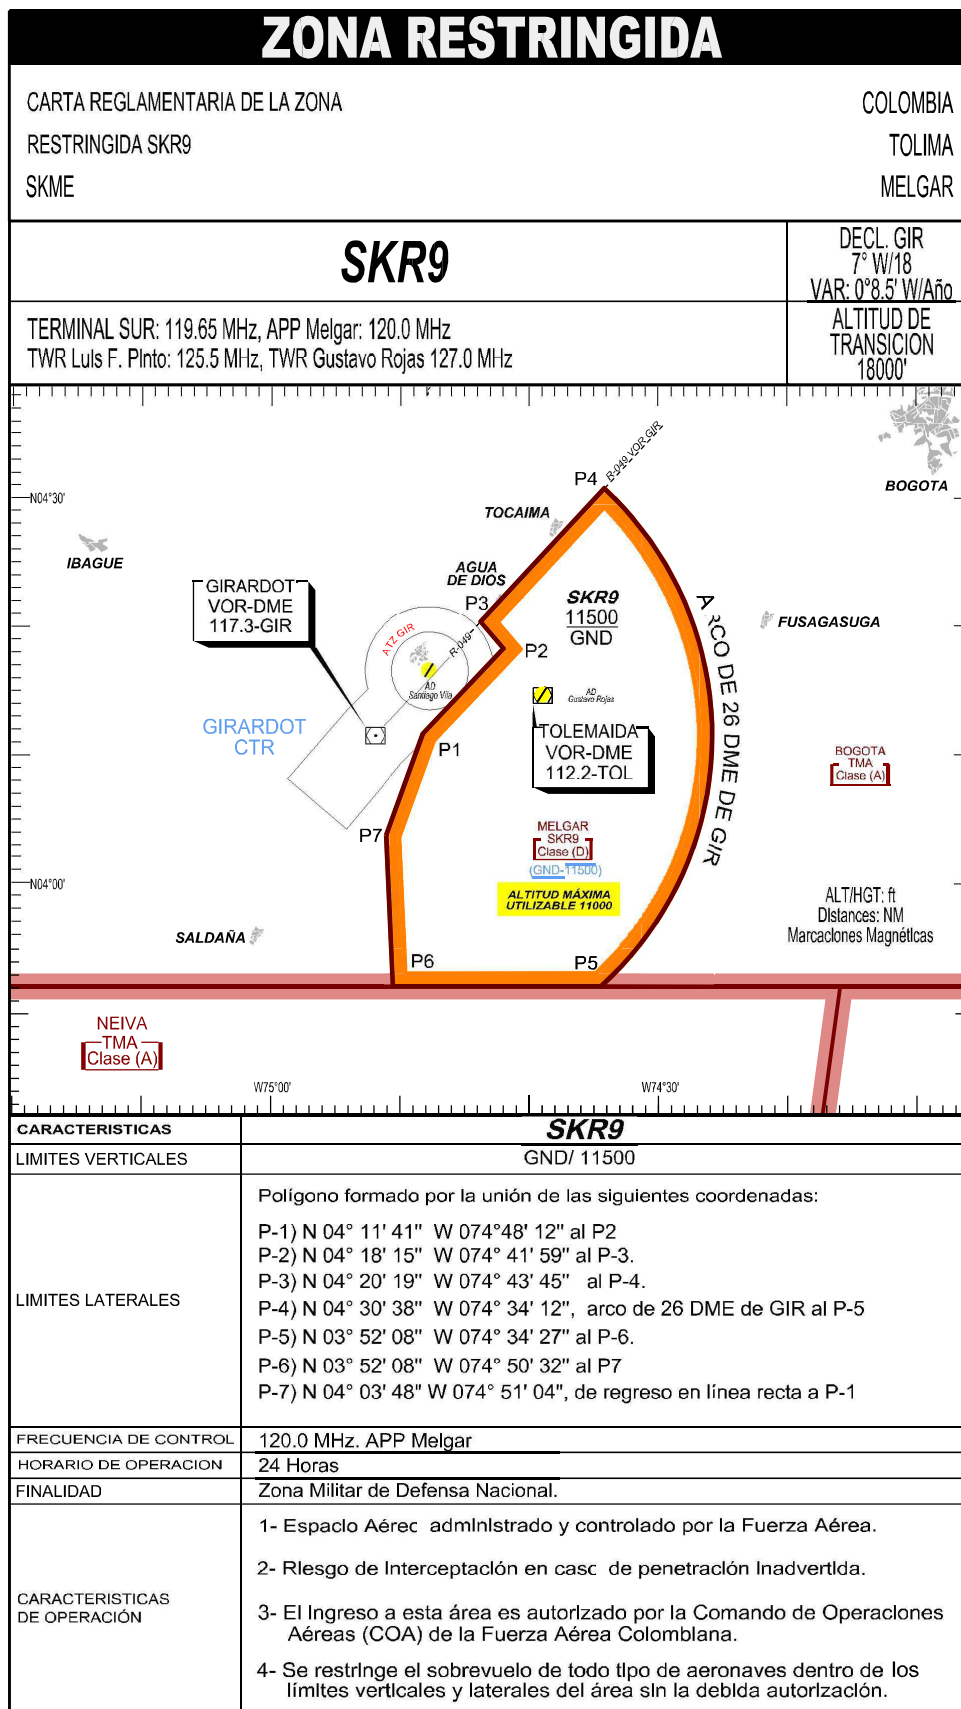 ZONA RESTRINGIDA
CARTA REGLAMENTARIA DE LA ZONA
RESTRINGIDA SKR9
SKME
COLOMBIA
TOLIMA
MELGAR
SKR9
DECL. GIR
7° W/18
VAR: 0°8.5' W/Año
TERMINAL SUR: 119.65 MHz, APP Melgar: 120.0 MHz
TWR Luis F. Pinto: 125.5 MHz, TWR Gustavo Rojas 127.0 MHz
ALTITUD DE
TRANSICION
18000'
BOGOTA
R-049 VOR GIR
P4
N04°30'
TOCAIMA
IBAGUE
AGUA
DE DIOS
GIRARDOT
VOR-DME
117.3-GIR
P3
SKR9
11500
GND
ARCO DE 26 DME DE GIR
FUSAGASUGA
ATZ GIR
R-049
P2
AD
Santiago Vila
AD
Gustavo Rojas
GIRARDOT
CTR
P1
TOLEMAIDA
VOR-DME
112.2-TOL
BOGOTA
TMA
Clase (A)
P7
MELGAR
SKR9
Clase (D)
(GND-11500)
N04°00'
ALTITUD MÁXIMA
UTILIZABLE 11000
ALT/HGT: ft
Distances: NM
Marcaciones Magnéticas
SALDAÑA
P6
P5
NEIVA
TMA
Clase (A)
W75°00'
W74°30'
CARACTERISTICAS
SKR9
LIMITES VERTICALES
GND/ 11500
LIMITES LATERALES
Polígono formado por la unión de las siguientes coordenadas:
P-1) N 04° 11' 41" W 074°48' 12" al P2
P-2) N 04° 18' 15" W 074° 41' 59" al P-3.
P-3) N 04° 20' 19" W 074° 43' 45" al P-4.
P-4) N 04° 30' 38" W 074° 34' 12", arco de 26 DME de GIR al P-5
P-5) N 03° 52' 08" W 074° 34' 27" al P-6.
P-6) N 03° 52' 08" W 074° 50' 32" al P7
P-7) N 04° 03' 48" W 074° 51' 04", de regreso en línea recta a P-1
FRECUENCIA DE CONTROL
120.0 MHz. APP Melgar
HORARIO DE OPERACION
24 Horas
FINALIDAD
Zona Militar de Defensa Nacional.
CARACTERISTICAS
DE OPERACIÓN
1- Espacio Aéreo administrado y controlado por la Fuerza Aérea.
2- Riesgo de Interceptación en caso de penetración Inadvertida.
3- El Ingreso a esta área es autorizado por la Comando de Operaciones
Aéreas (COA) de la Fuerza Aérea Colombiana.
4- Se restringe el sobrevuelo de todo tipo de aeronaves dentro de los
límites verticales y laterales del área sin la debida autorización.